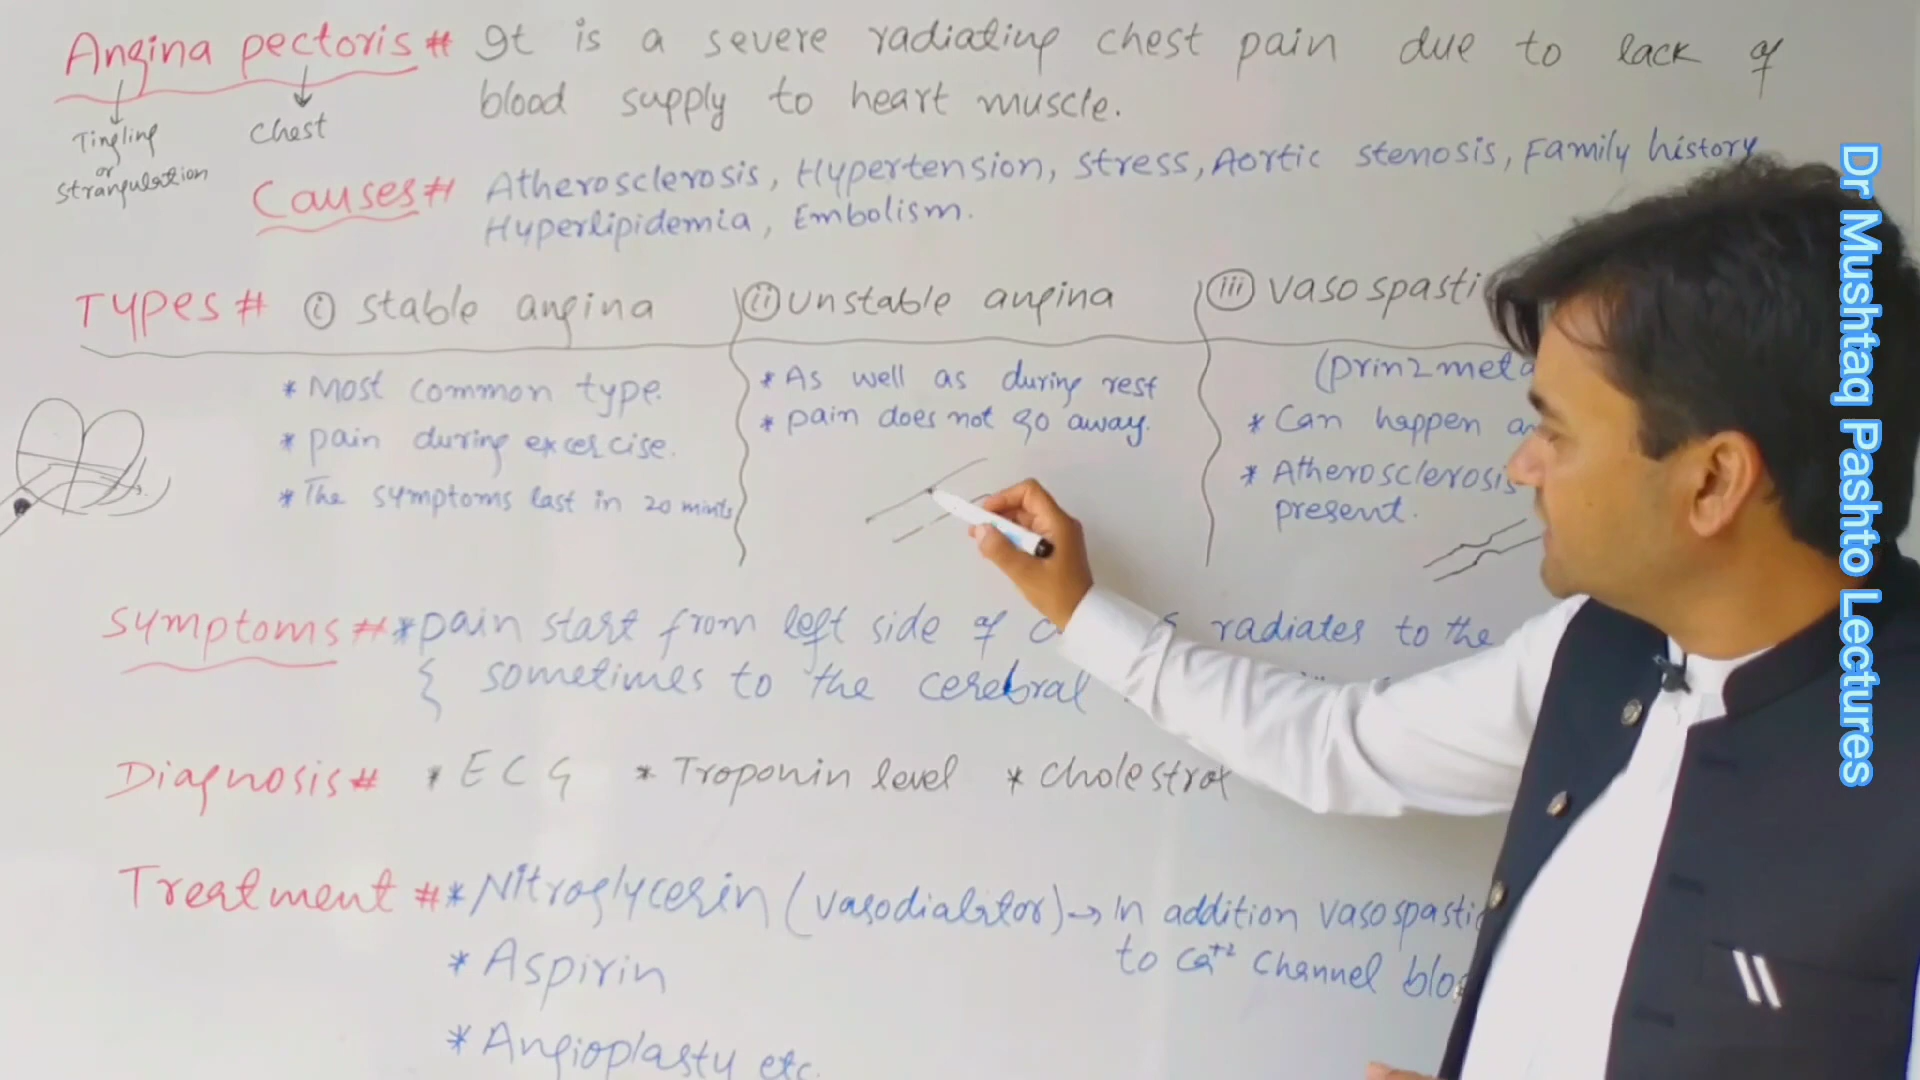 Angina pectoris # It is a severe radiating chest pain due to lack of
blood supply to heart muscle.
Tingling
or
strangulation
chest
Causes # Atherosclerosis, Hypertension, stress, Aortic stenosis, Family history
Hyperlipidemia, Embolism.
Types # (i) stable angina
(ii) unstable angina
(iii) vasospasti
* Most common type.
* pain during excercise.
* The symptoms last in 20 mints
* As well as during rest
* pain does not go away.
(prinzmeta
* Can happen
* Atherosclerosis
present.
Symptoms # * pain start from left side of radiates to the
sometimes to the cerebral
Diagnosis # * ECG * Troponin level * cholestrol
Treatment # * Nitroglycerin (vasodialator) → In addition vasospasti
to Ca+2 channel blo
* Aspirin
* Angioplasty etc.
Dr Mushtaq Pashto Lectures